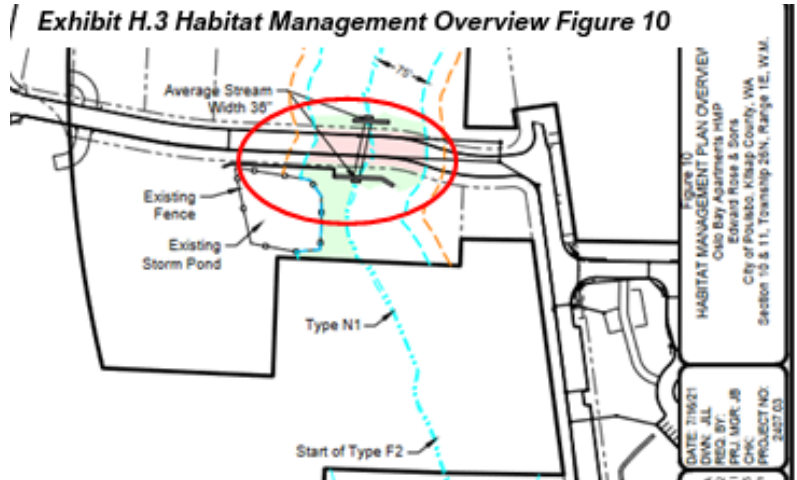 Exhibit H.3 Habitat Management Overview Figure 10
75'
Average Stream
Width 36"
Existing
Fence
Existing
Storm Pond
Type N1
Start of Type F2
Figure 10
HABITAT MANAGEMENT PLAN OVERVIEW
Oslo Bay Apartments HMP
Edward Rose & Sons
City of Poulsbo, Kitsap County, WA
Section 10 & 11, Township 26N, Range 1E, W.M.
DATE: 7/16/21
DWN: JLL
REQ. BY:
PRJ. MGR: JB
CHK:
PROJECT NO:
2407.03